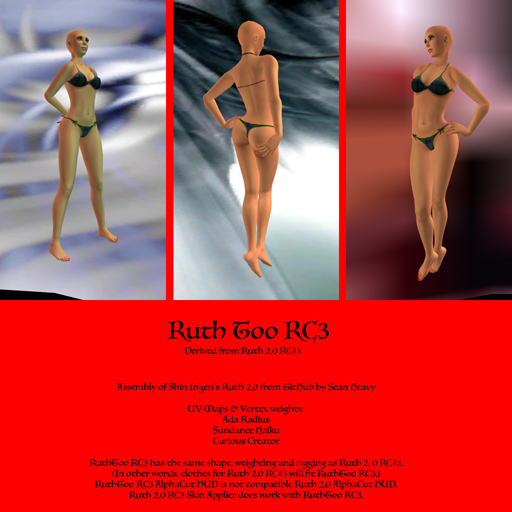 Ruth Too RC3
Derived from Ruth 2.0 RC#3
Assembly of Shin Ingen's Ruth 2.0 from GitHub by Sean Heavy
UV Maps & Vertex weights:
Ada Radius
Sundance Haiku
Curious Creator
RuthToo RC3 has the same shape, weighting and rigging as Ruth 2.0 RC#3.
(In other words, clothes for Ruth 2.0 RC#3 will fit RuthToo RC3.)
RuthToo RC3 AlphaCut HUD is not compatible Ruth 2.0 AlphaCut HUD.
Ruth 2.0 RC3 Skin Applier does work with RuthToo RC3.